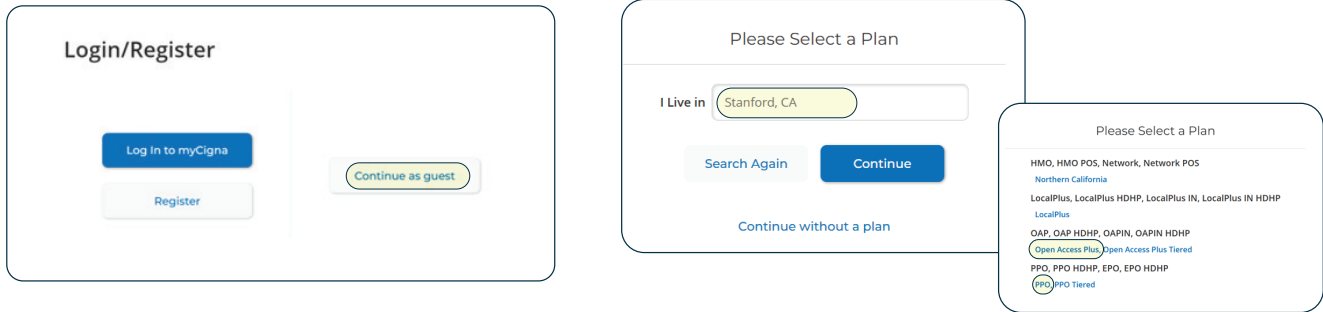 Login/Register
Log In to myCigna
Register
Continue as guest
Please Select a Plan
I Live in Stanford, CA
Search Again Continue
Continue without a plan
Please Select a Plan
HMO, HMO POS, Network, Network POS
Northern California
LocalPlus, LocalPlus HDHP, LocalPlus IN, LocalPlus IN HDHP
LocalPlus
OAP, OAP HDHP, OAPIN, OAPIN HDHP
Open Access Plus, Open Access Plus Tiered
PPO, PPO HDHP, EPO, EPO HDHP
PPO, PPO Tiered